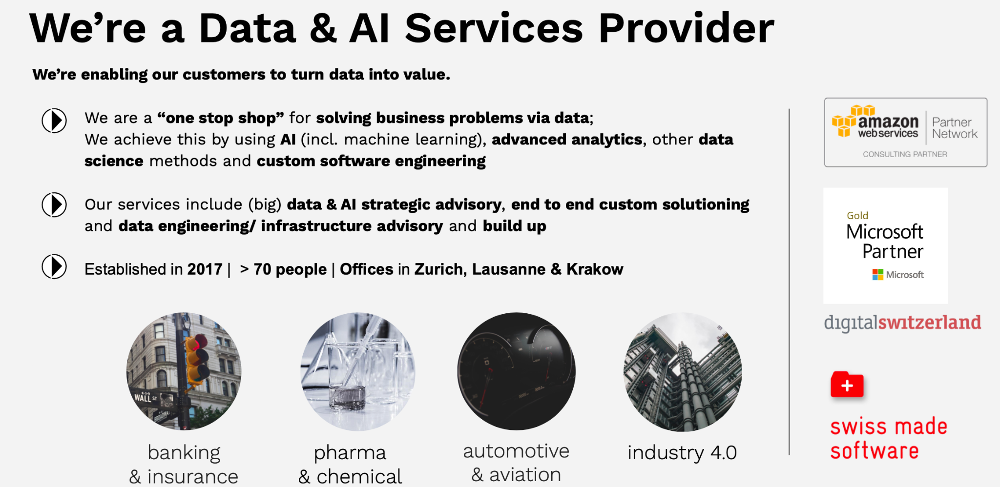 We’re a Data & AI Services Provider
We’re enabling our customers to turn data into value.
We are a “one stop shop” for solving business problems via data;
We achieve this by using AI (incl. machine learning), advanced analytics, other data
science methods and custom software engineering
Our services include (big) data & AI strategic advisory, end to end custom solutioning
and data engineering/ infrastructure advisory and build up
Established in 2017 | > 70 people | Offices in Zurich, Lausanne & Krakow
WALL ST
BROADWAY
banking
& insurance
pharma
& chemical
automotive
& aviation
industry 4.0
amazon
webservices
Partner
Network
CONSULTING PARTNER
Gold
Microsoft
Partner
Microsoft
digitalswitzerland
swiss made
software